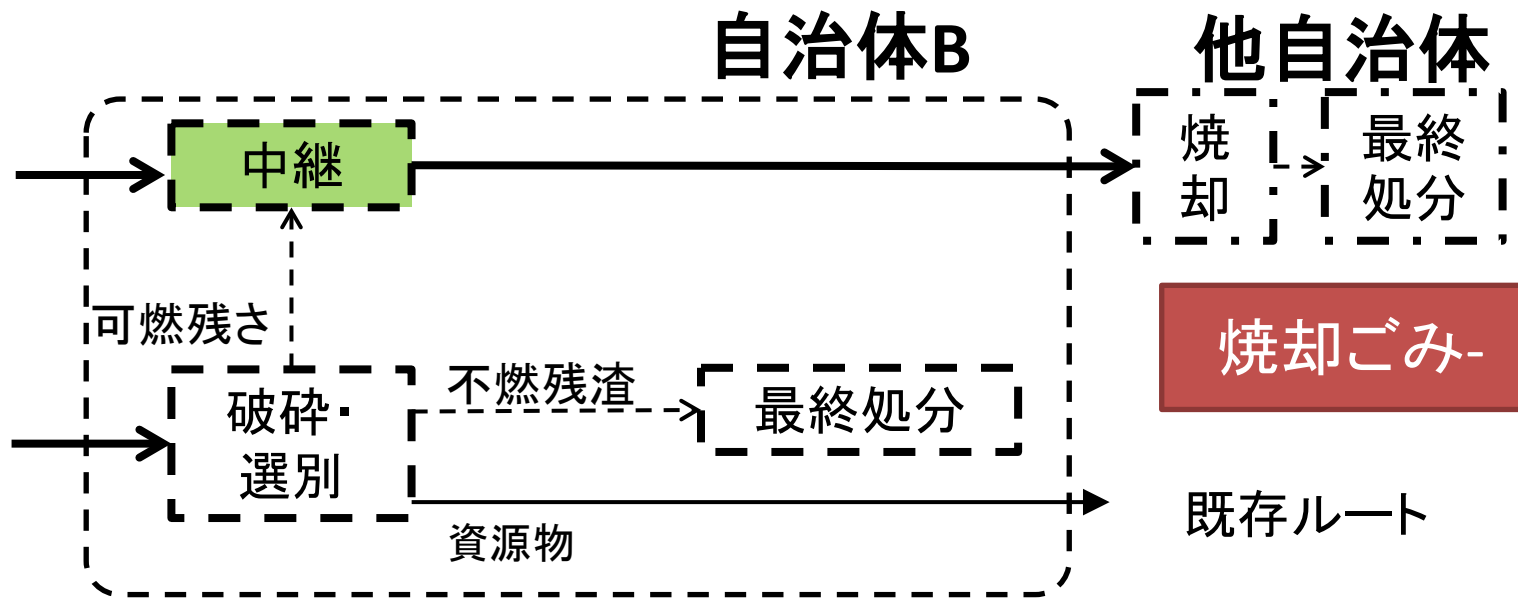 自治体B
他自治体
中継
焼
却
最終
処分
可燃残さ
焼却ごみ-
不燃残渣
破砕・
選別
最終処分
資源物
既存ルート